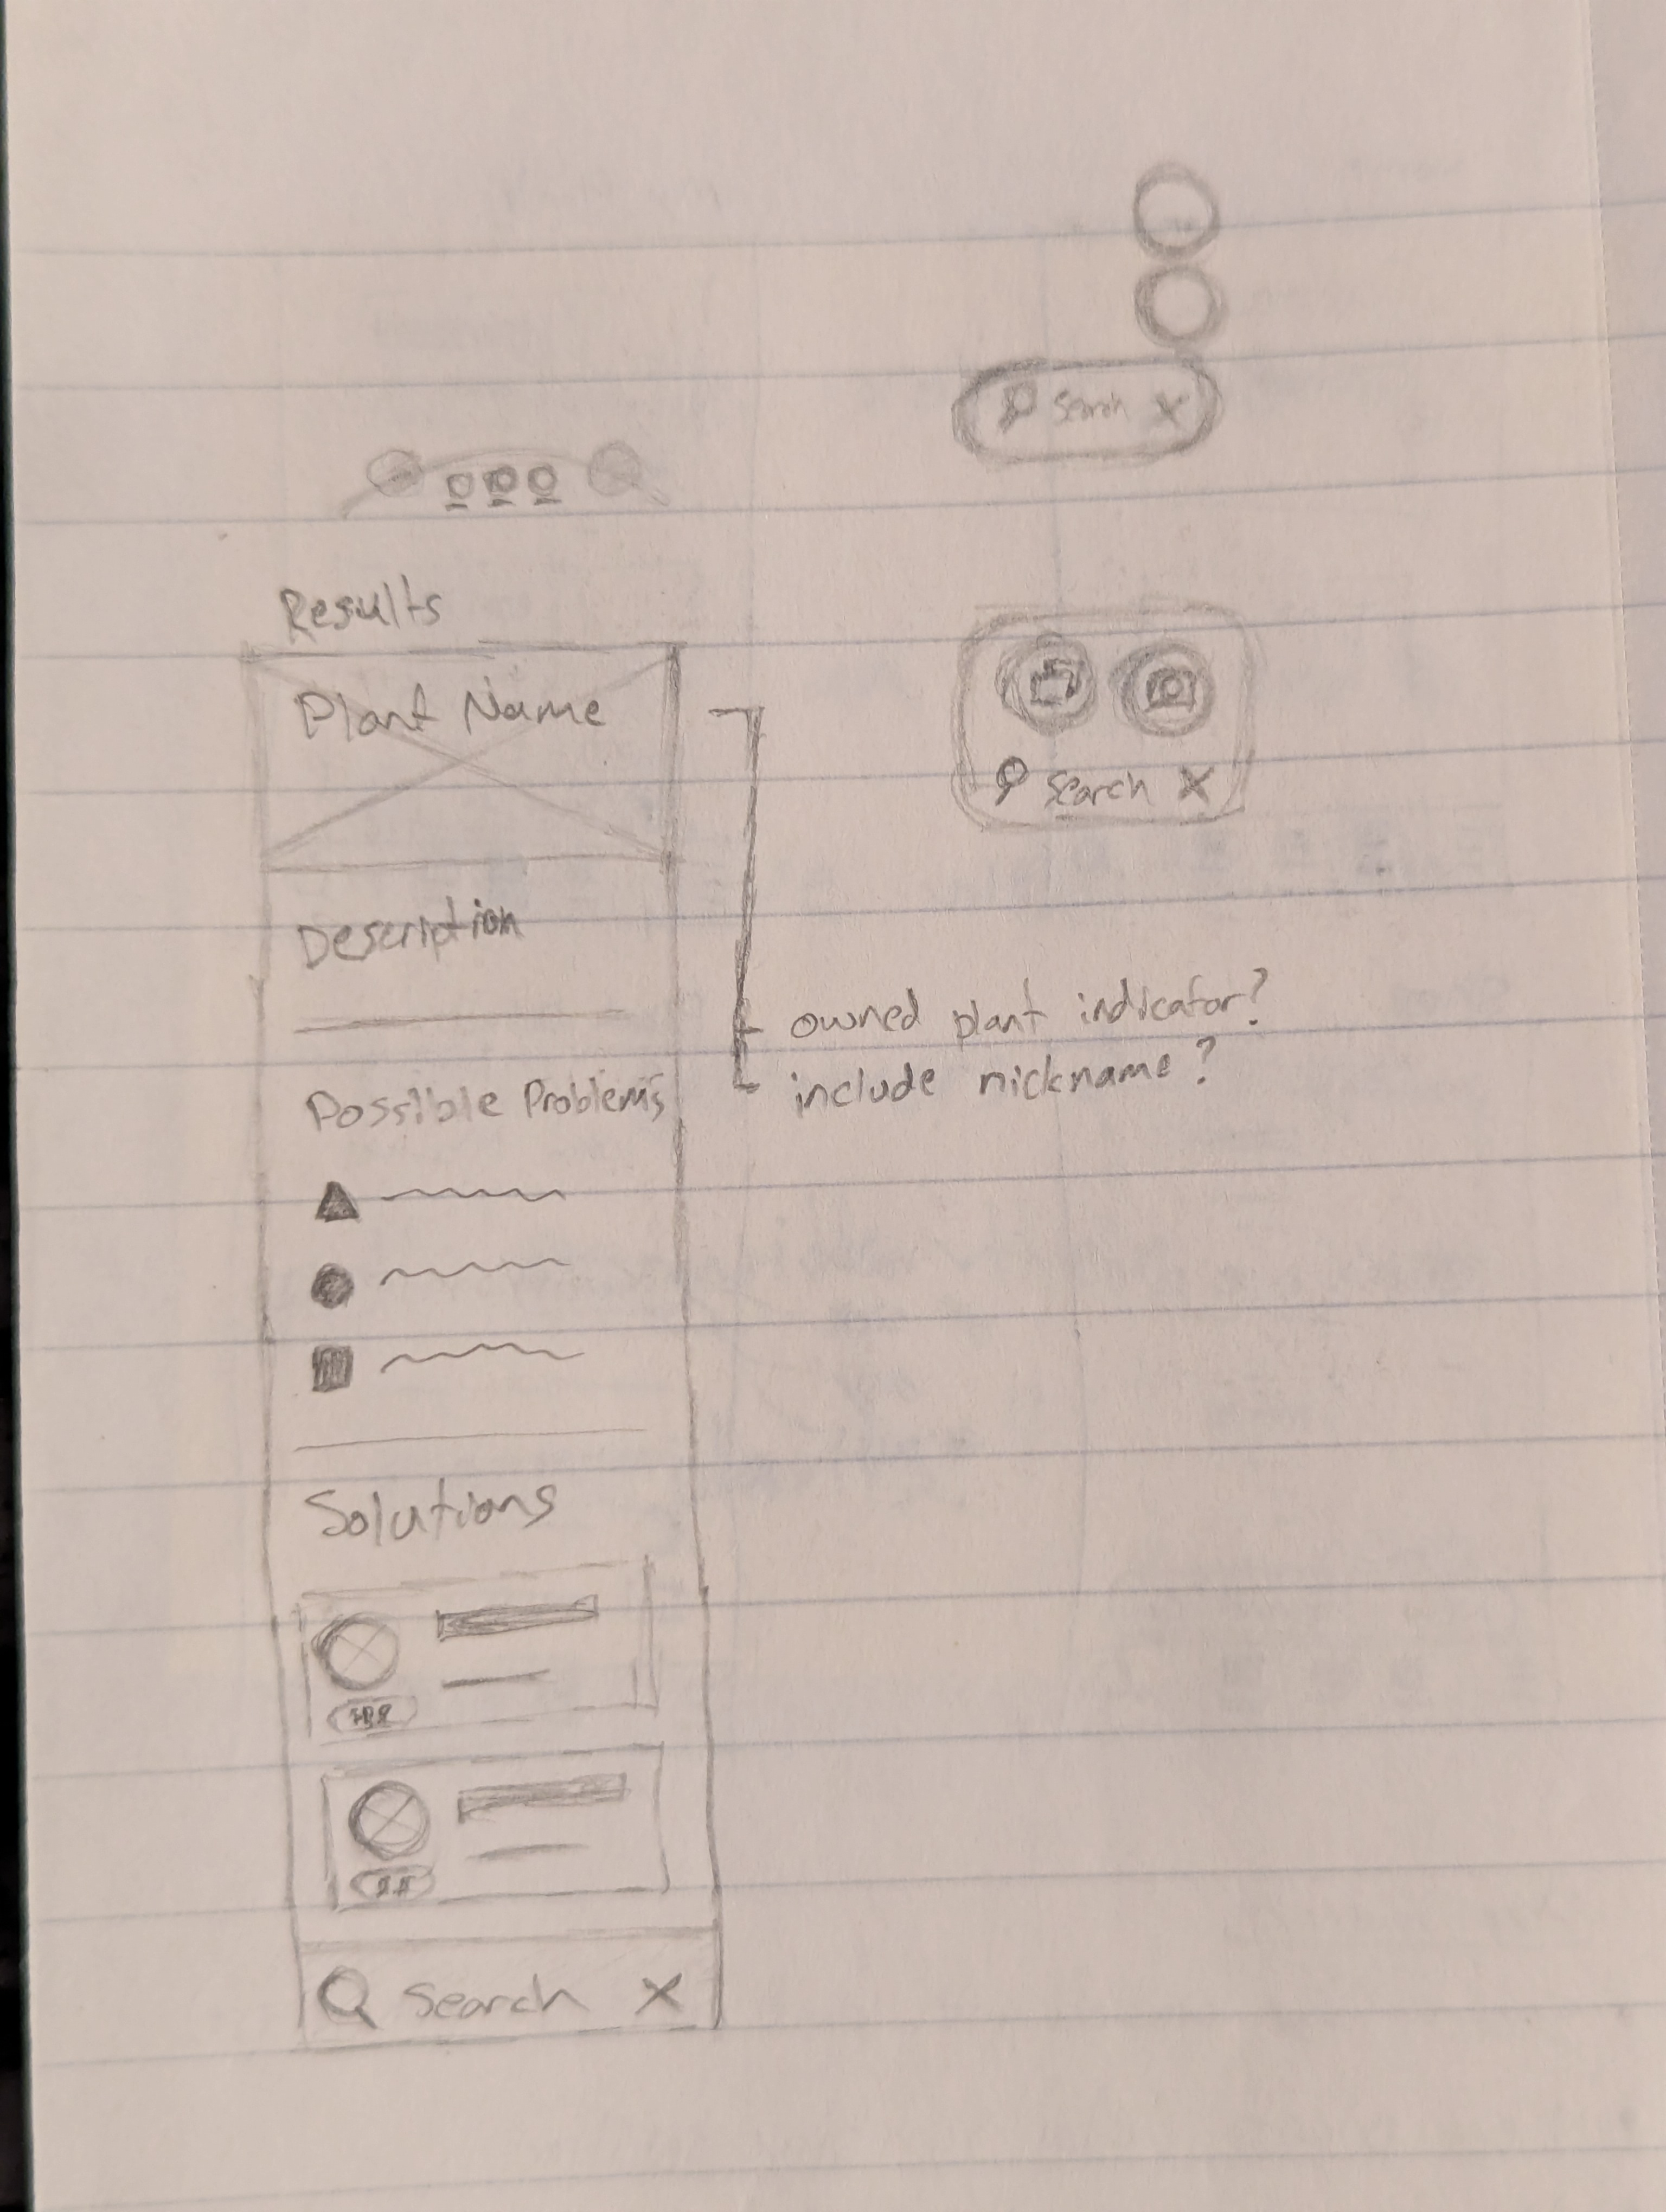 Search X
Results
Plant Name
Search X
Description
owned plant indicator?
include nickname?
Possible Problems
Solutions
Search X